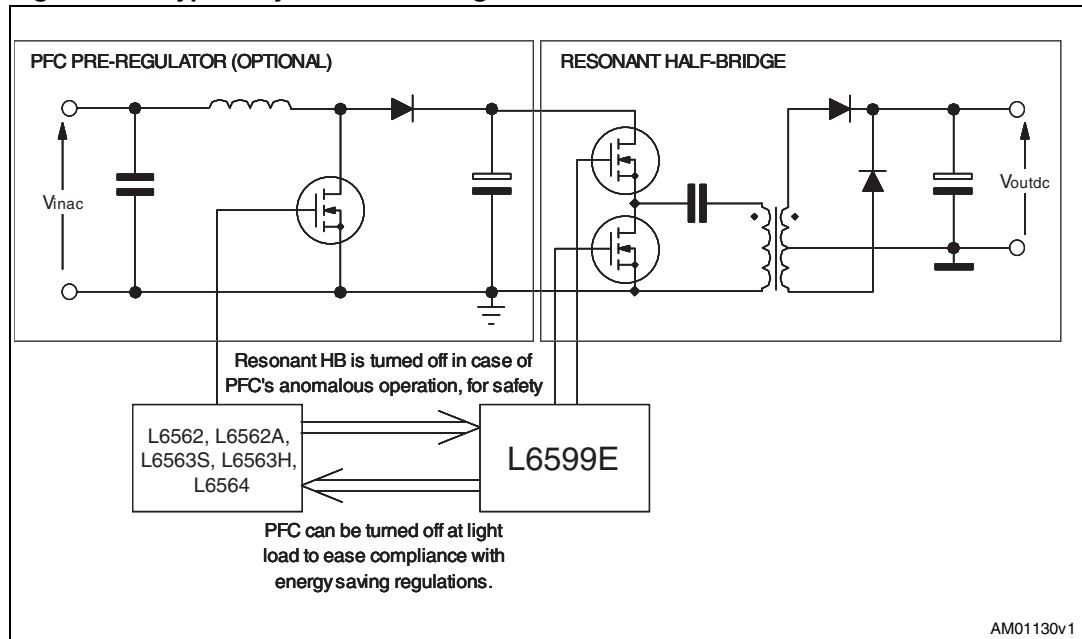 PFC PRE-REGULATOR (OPTIONAL)
RESONANT HALF-BRIDGE
Vinac
Voutdc
Resonant HB is turned off in case of
PFC's anomalous operation, for safety
L6562, L6562A,
L6563S, L6563H,
L6564
L6599E
PFC can be turned off at light
load to ease compliance with
energy saving regulations.
AM01130v1